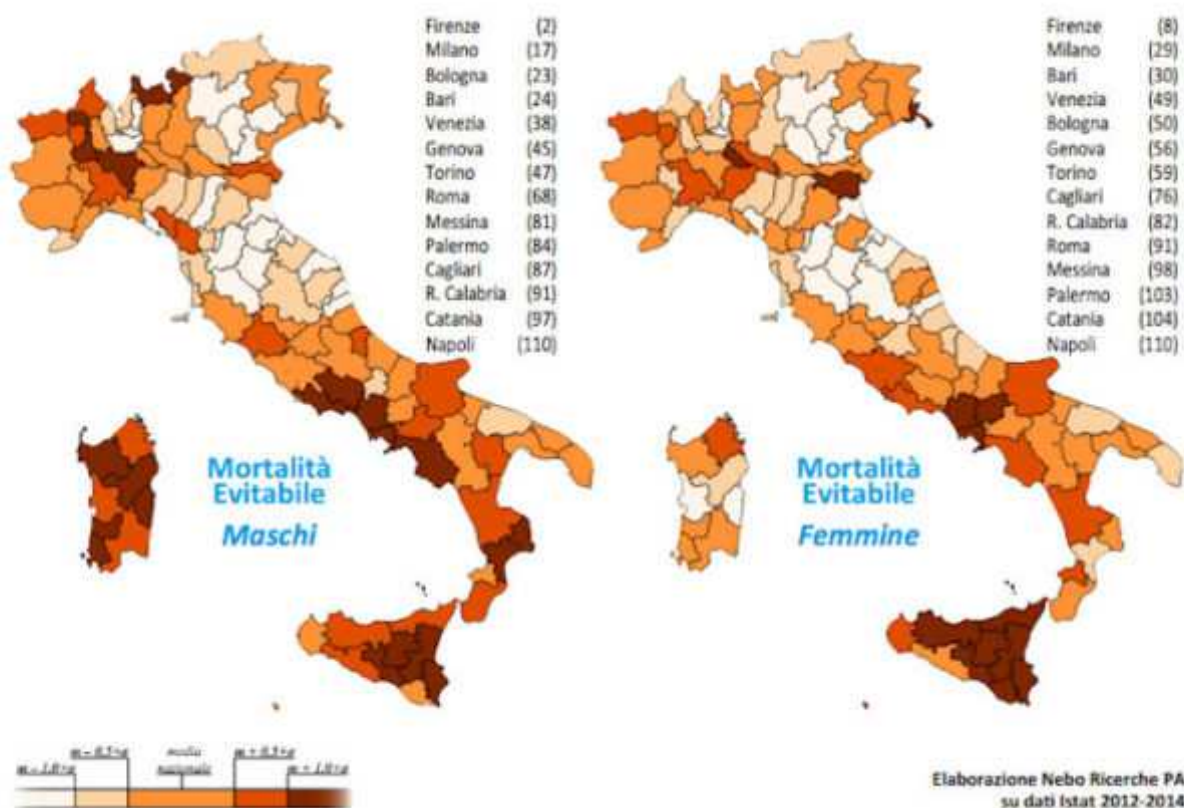 Firenze (2)
Milano (17)
Bologna (23)
Bari (24)
Venezia (38)
Genova (45)
Torino (47)
Roma (68)
Messina (81)
Palermo (84)
Cagliari (87)
R. Calabria (91)
Catania (97)
Napoli (110)
Mortalità
Evitabile
Maschi
Firenze (8)
Milano (29)
Bari (30)
Venezia (49)
Bologna (50)
Genova (56)
Torino (59)
Cagliari (76)
R. Calabria (82)
Roma (91)
Messina (98)
Palermo (103)
Catania (104)
Napoli (110)
Mortalità
Evitabile
Femmine
media
nazionale
Elaborazione Nebo Ricerche PA
su dati Istat 2012-2014